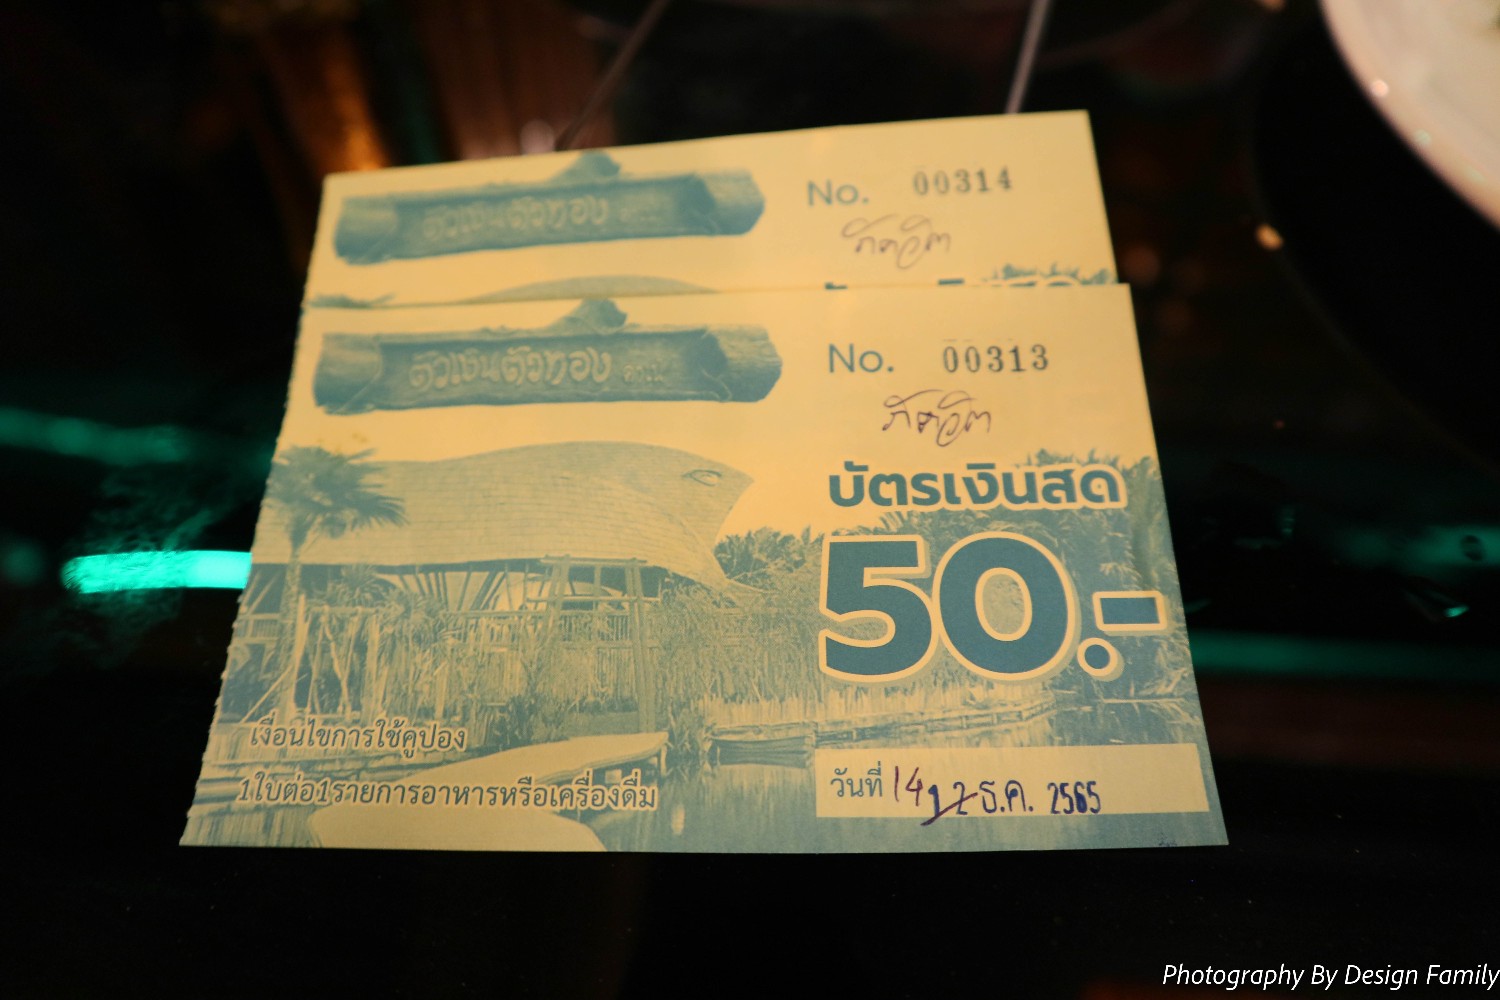 No. 00314
ตัวเงินตัวทอง
No. 00313
บัตรเงินสด
50.-
เงื่อนไขการใช้คูปอง
1ใบต่อ1รายการอาหารหรือเครื่องดื่ม
วันที่ 14 12 ธ.ค. 2565
Photography By Design Family